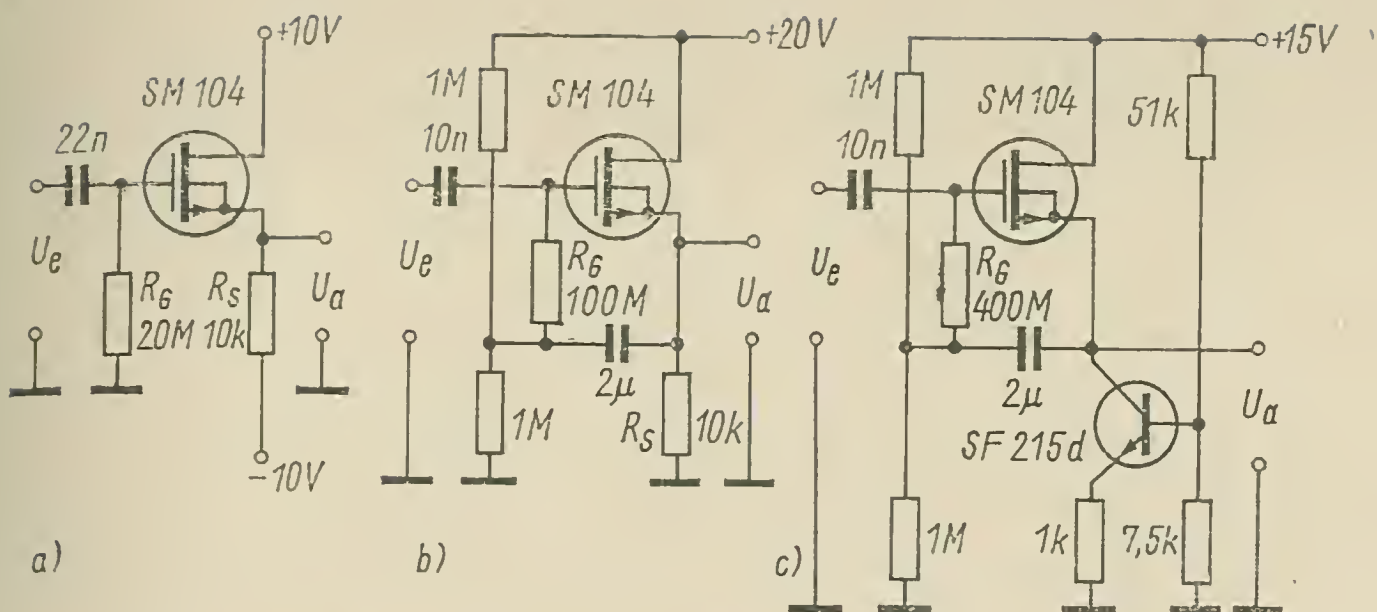 +10V
SM 104
22n
U_e
R_G
20M
R_S
10k
U_a
-10V
a)
+20V
1M
SM 104
10n
U_e
R_G
100M
U_a
2µ
1M
R_S
10k
b)
+15V
1M
SM 104
51k
10n
U_e
R_G
400M
2µ
SF 215d
U_a
1M
1k
7,5k
c)